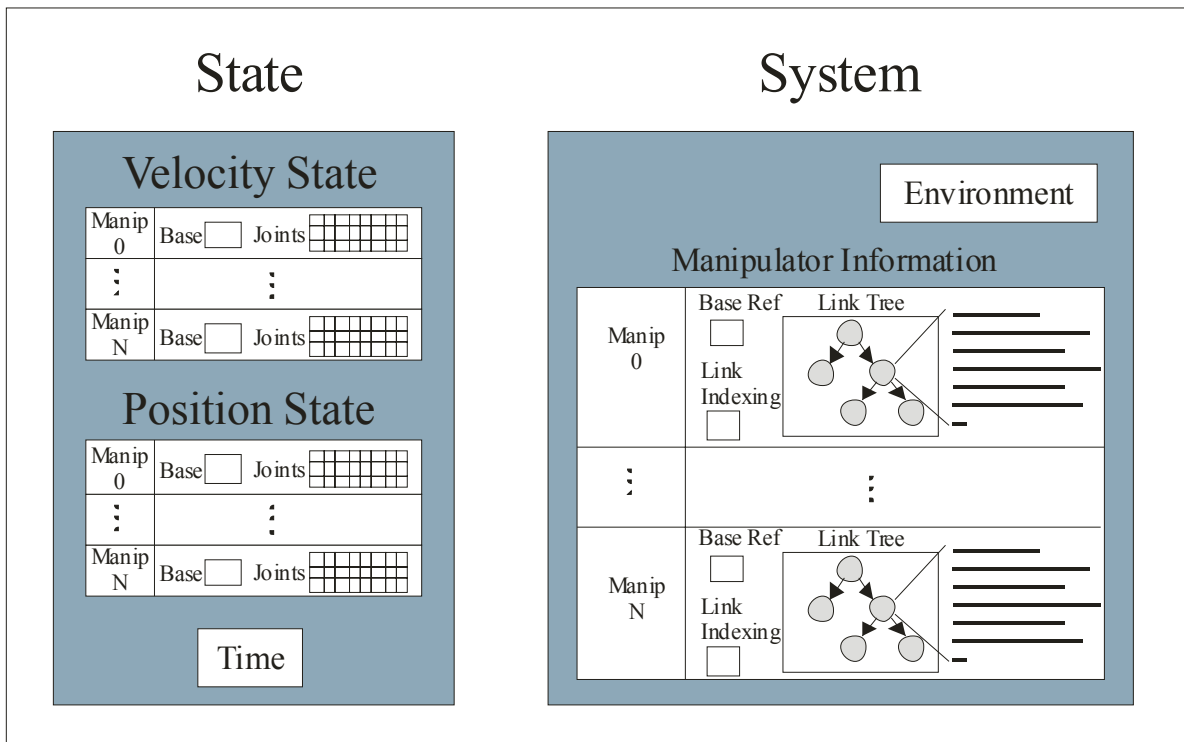 State
Velocity State
Manip
0
Base
Joints
Manip
N
Base
Joints
Position State
Manip
0
Base
Joints
Manip
N
Base
Joints
Time
System
Environment
Manipulator Information
Manip
0
Base Ref
Link Tree
Link
Indexing
Manip
N
Base Ref
Link Tree
Link
Indexing